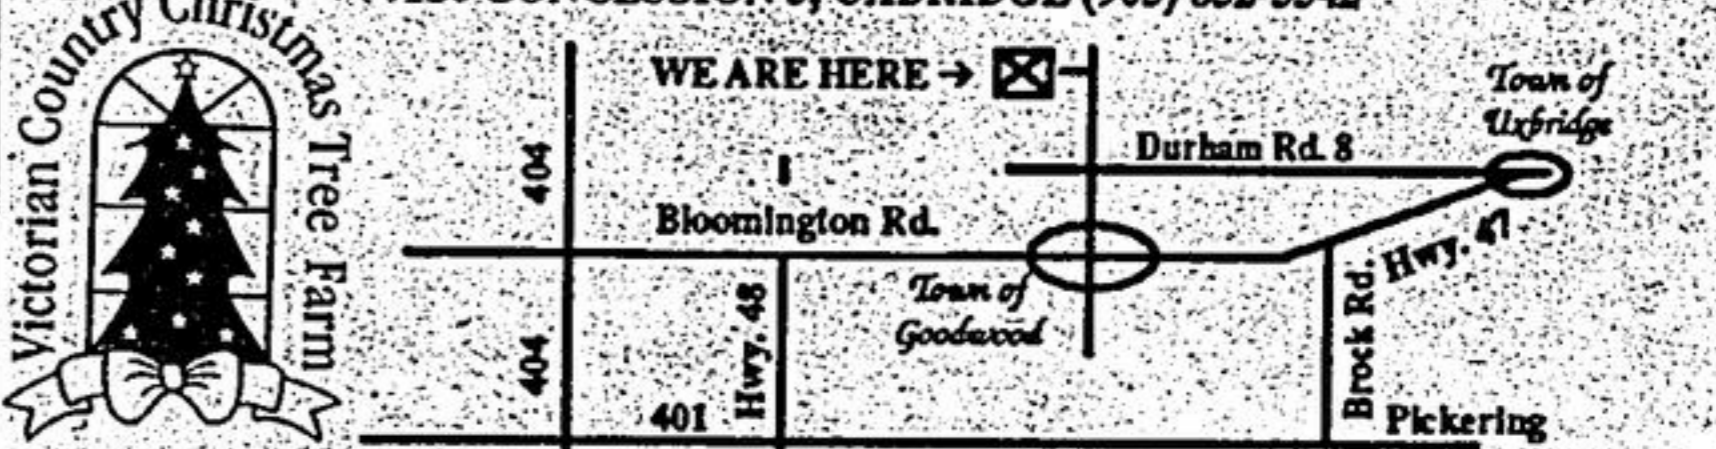 Victorian Country Christmas Tree Farm
WE ARE HERE →
Town of
Uxbridge
Durham Rd. 8
404
Bloomington Rd.
Hwy. 47
Town of
Goodwood
Hwy. 48
404
Brock Rd.
401
Pickering